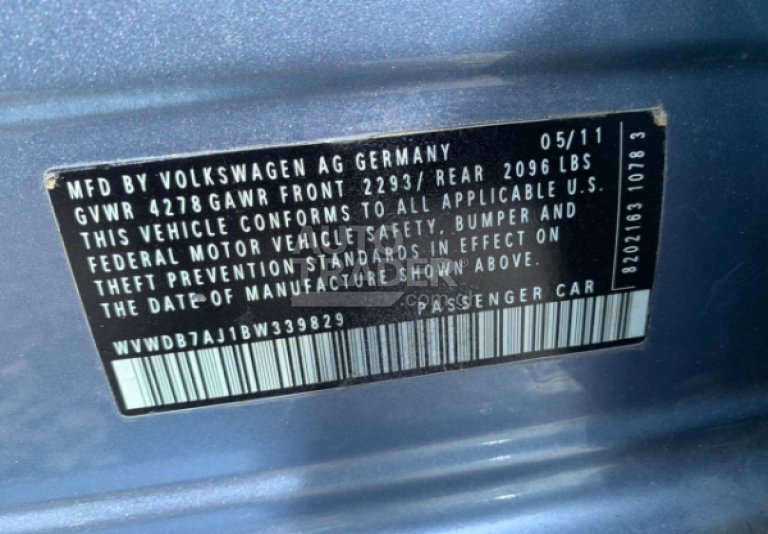 MFD BY VOLKSWAGEN AG GERMANY 05/11
GVWR 4278 GAWR FRONT 2293/ REAR 2096 LBS
THIS VEHICLE CONFORMS TO ALL APPLICABLE U.S.
FEDERAL MOTOR VEHICLE SAFETY, BUMPER AND
THEFT PREVENTION STANDARDS IN EFFECT ON
THE DATE OF MANUFACTURE SHOWN ABOVE.
WVWDB7AJ1BW339829 PASSENGER CAR
8202163 1078 3
AUTO
TRADER